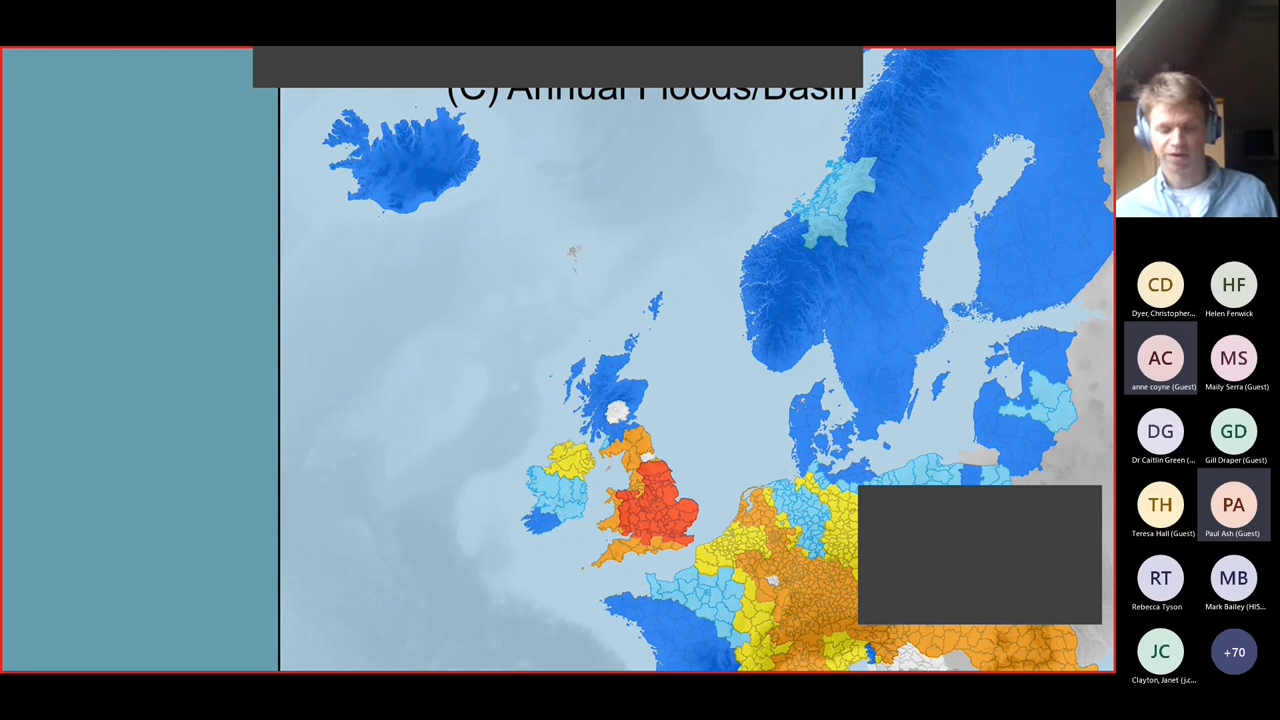 (C) Annual Floods/Basin
CD
HF
Dyer, Christopher...
Helen Fenwick
AC
MS
anne coyne (Guest)
Maily Serra (Guest)
DG
GD
Dr Caitlin Green (...
Gill Draper (Guest)
TH
PA
Teresa Hall (Guest)
Paul Ash (Guest)
RT
MB
Rebecca Tyson
Mark Bailey (HIS...
JC
+70
Clayton, Janet (j.c...